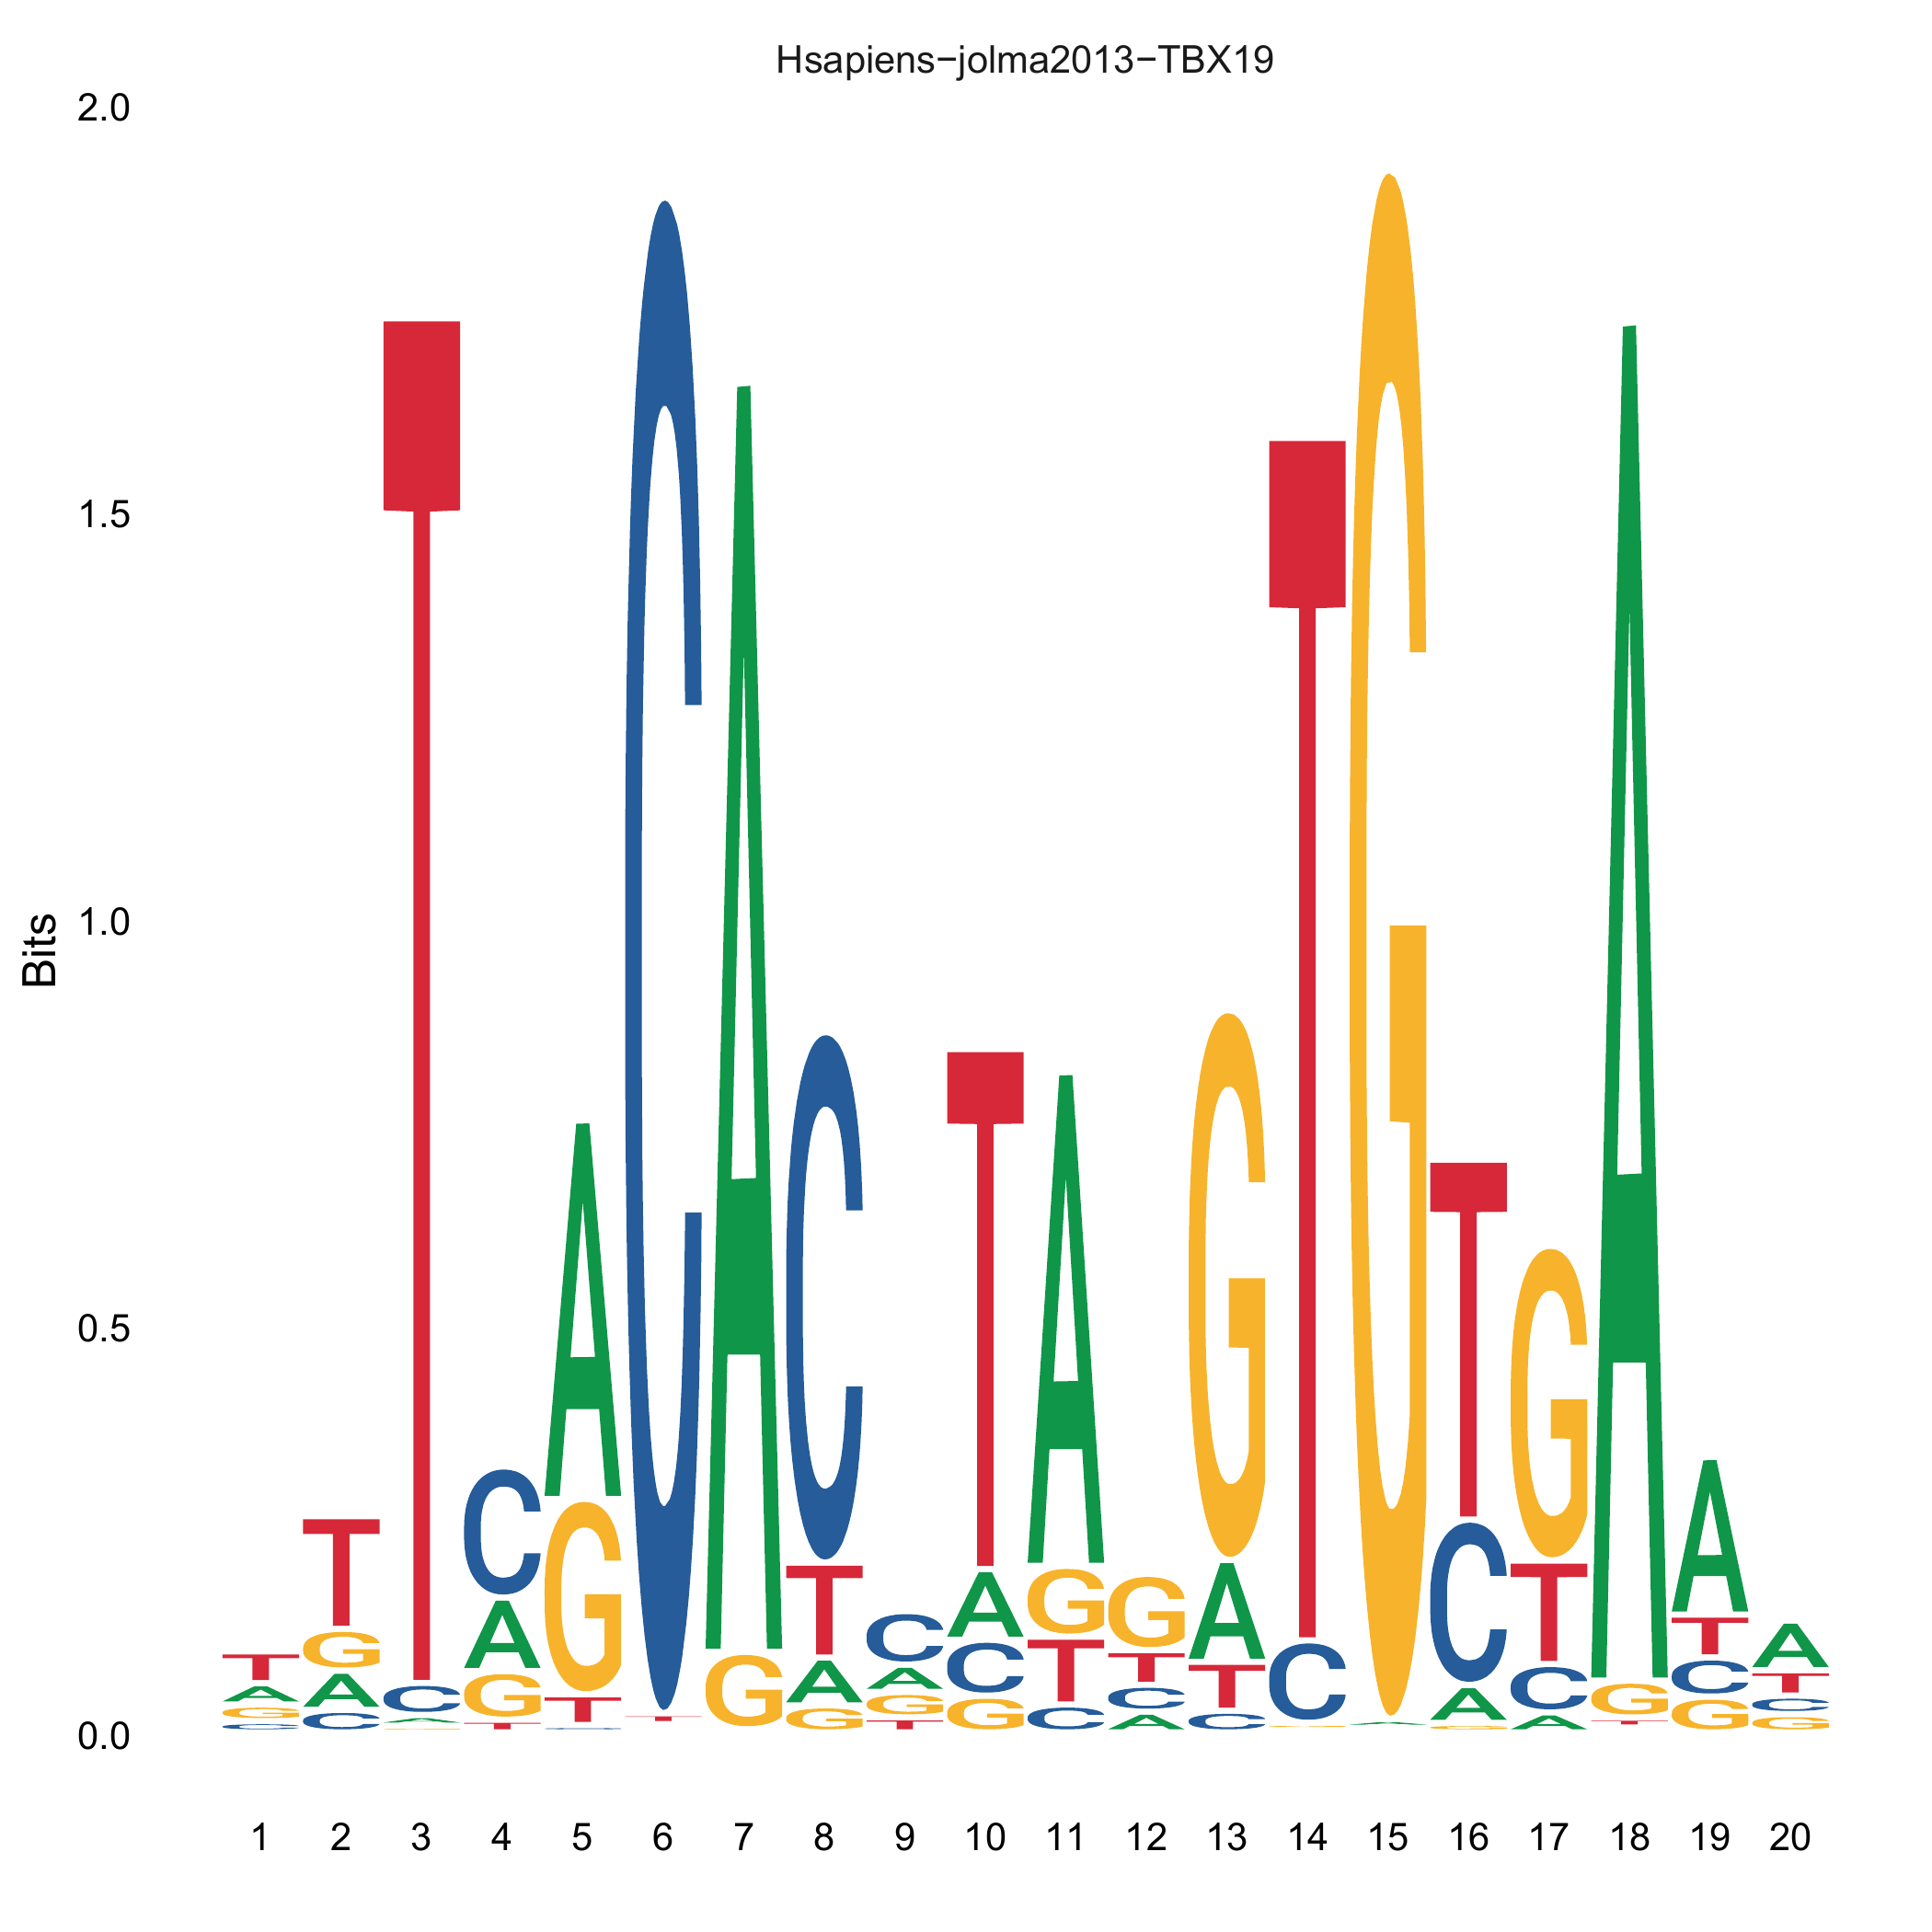 Hsapiens−jolma2013−TBX19
2.0
1.5
1.0
0.5
0.0
Bits
T A G C
T G A C
T C A
C A G T
A G T
C T
A G
C T A G
C A G T
T A C G
A G T C
G T C A
G A T C
T C
G
T C A
G T C A
A G T
A T C G
A T C G
1 2 3 4 5 6 7 8 9 10 11 12 13 14 15 16 17 18 19 20